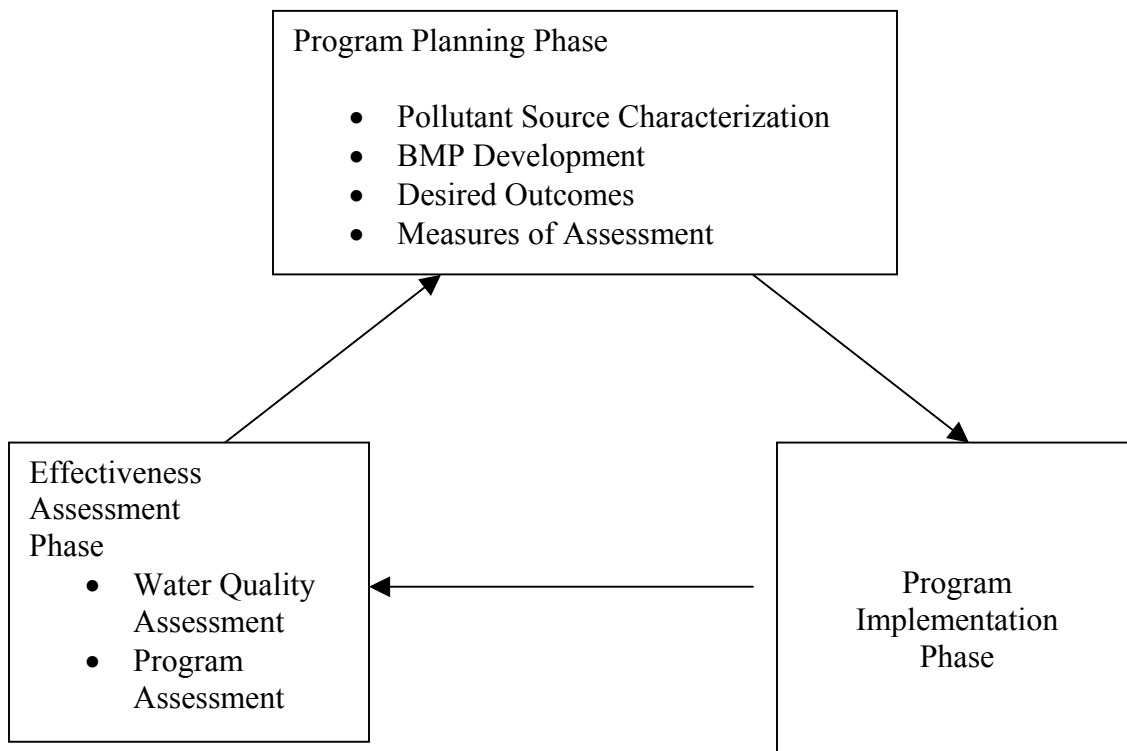 Program Planning Phase
• Pollutant Source Characterization
• BMP Development
• Desired Outcomes
• Measures of Assessment
Effectiveness
Assessment
Phase
• Water Quality
Assessment
• Program
Assessment
Program
Implementation
Phase